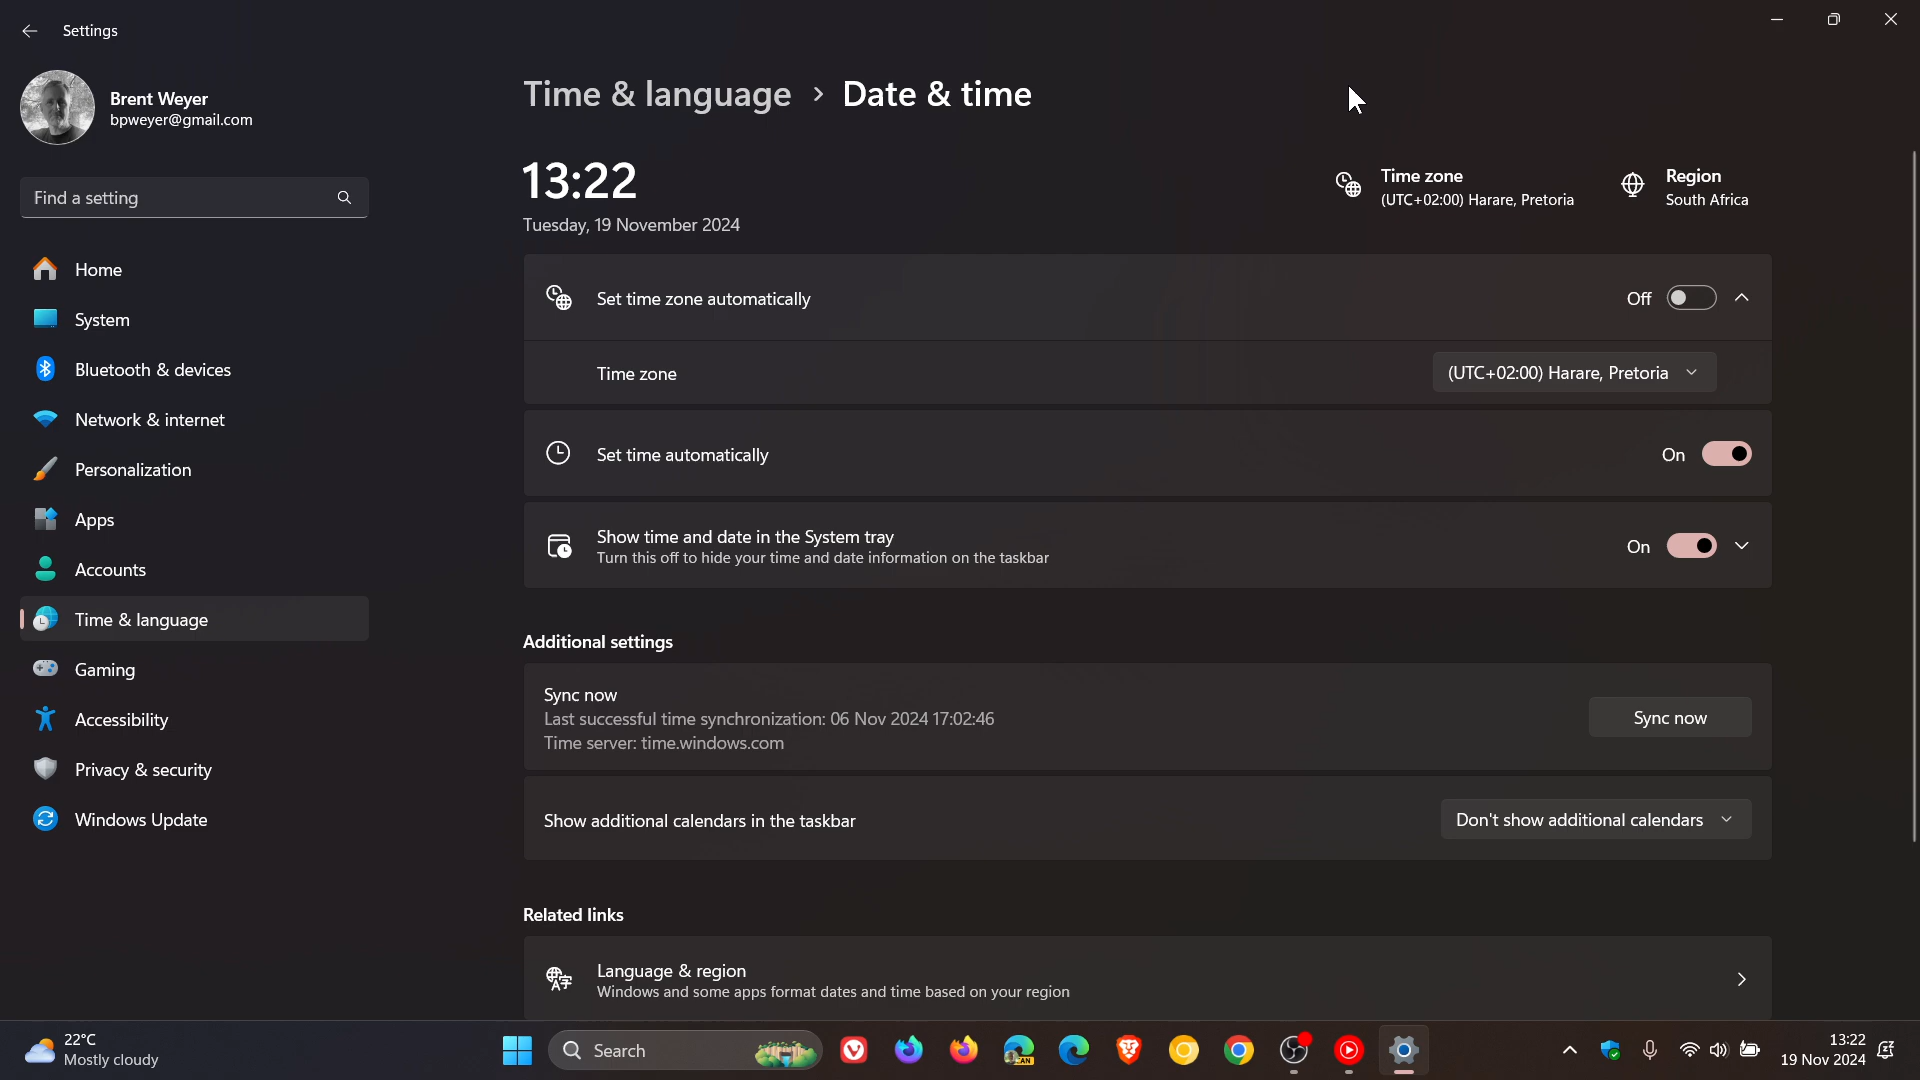 Settings
Brent Weyer
bpweyer@gmail.com
Find a setting
Home
System
Bluetooth & devices
Network & internet
Personalization
Apps
Accounts
Time & language
Gaming
Accessibility
Privacy & security
Windows Update
Time & language > Date & time
13:22
Tuesday, 19 November 2024
Time zone
(UTC+02:00) Harare, Pretoria
Region
South Africa
Set time zone automatically
Off
Time zone
(UTC+02:00) Harare, Pretoria
Set time automatically
On
Show time and date in the System tray
Turn this off to hide your time and date information on the taskbar
On
Additional settings
Sync now
Last successful time synchronization: 06 Nov 2024 17:02:46
Time server: time.windows.com
Sync now
Show additional calendars in the taskbar
Don't show additional calendars
Related links
Language & region
Windows and some apps format dates and time based on your region
22°C
Mostly cloudy
Search
CAN
13:22
19 Nov 2024